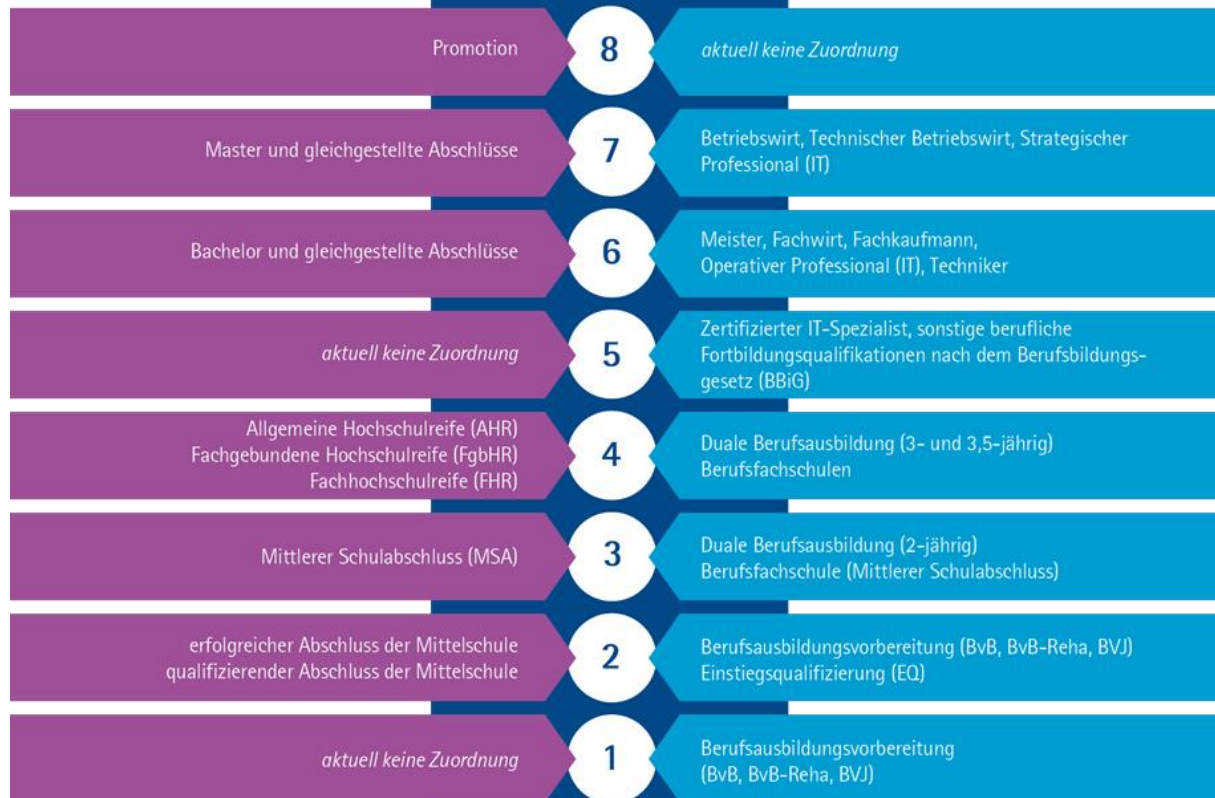 Promotion
8
aktuell keine Zuordnung
Master und gleichgestellte Abschlüsse
7
Betriebswirt, Technischer Betriebswirt, Strategischer
Professional (IT)
Bachelor und gleichgestellte Abschlüsse
6
Meister, Fachwirt, Fachkaufmann,
Operativer Professional (IT), Techniker
aktuell keine Zuordnung
5
Zertifizierter IT-Spezialist, sonstige berufliche
Fortbildungsqualifikationen nach dem Berufsbildungs-
gesetz (BBiG)
Allgemeine Hochschulreife (AHR)
Fachgebundene Hochschulreife (FgbHR)
Fachhochschulreife (FHR)
4
Duale Berufsausbildung (3- und 3,5-jährig)
Berufsfachschulen
Mittlerer Schulabschluss (MSA)
3
Duale Berufsausbildung (2-jährig)
Berufsfachschule (Mittlerer Schulabschluss)
erfolgreicher Abschluss der Mittelschule
qualifizierender Abschluss der Mittelschule
2
Berufsausbildungsvorbereitung (BvB, BvB-Reha, BVJ)
Einstiegsqualifizierung (EQ)
aktuell keine Zuordnung
1
Berufsausbildungsvorbereitung
(BvB, BvB-Reha, BVJ)